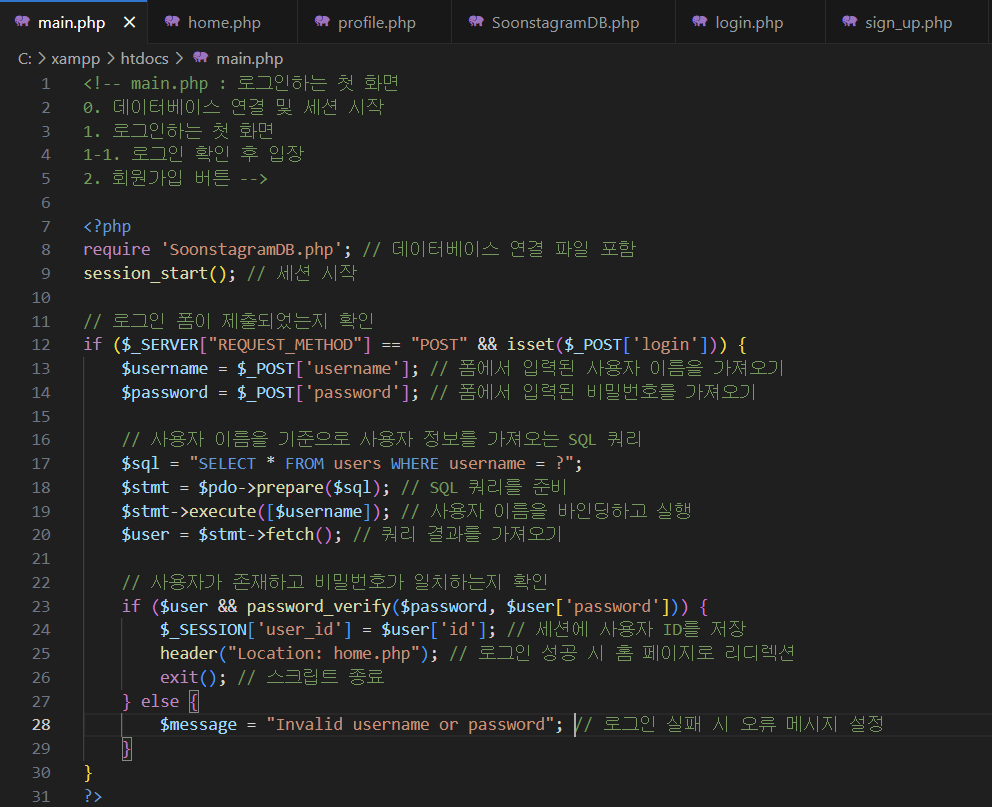 main.php × home.php profile.php SoonstagramDB.php login.php sign_up.php
C: > xampp > htdocs > main.php
1 <!-- main.php : 로그인하는 첫 화면
2 0. 데이터베이스 연결 및 세션 시작
3 1. 로그인하는 첫 화면
4 1-1. 로그인 확인 후 입장
5 2. 회원가입 버튼 -->
6
7 <?php
8 require 'SoonstagramDB.php'; // 데이터베이스 연결 파일 포함
9 session_start(); // 세션 시작
10
11 // 로그인 폼이 제출되었는지 확인
12 if ($_SERVER["REQUEST_METHOD"] == "POST" && isset($_POST['login'])) {
13     $username = $_POST['username']; // 폼에서 입력된 사용자 이름을 가져오기
14     $password = $_POST['password']; // 폼에서 입력된 비밀번호를 가져오기
15
16     // 사용자 이름을 기준으로 사용자 정보를 가져오는 SQL 쿼리
17     $sql = "SELECT * FROM users WHERE username = ?";
18     $stmt = $pdo->prepare($sql); // SQL 쿼리를 준비
19     $stmt->execute([$username]); // 사용자 이름을 바인딩하고 실행
20     $user = $stmt->fetch(); // 쿼리 결과를 가져오기
21
22     // 사용자가 존재하고 비밀번호가 일치하는지 확인
23     if ($user && password_verify($password, $user['password'])) {
24         $_SESSION['user_id'] = $user['id']; // 세션에 사용자 ID를 저장
25         header("Location: home.php"); // 로그인 성공 시 홈 페이지로 리디렉션
26         exit(); // 스크립트 종료
27     } else {
28         $message = "Invalid username or password"; // 로그인 실패 시 오류 메시지 설정
29     }
30 }
31 ?>